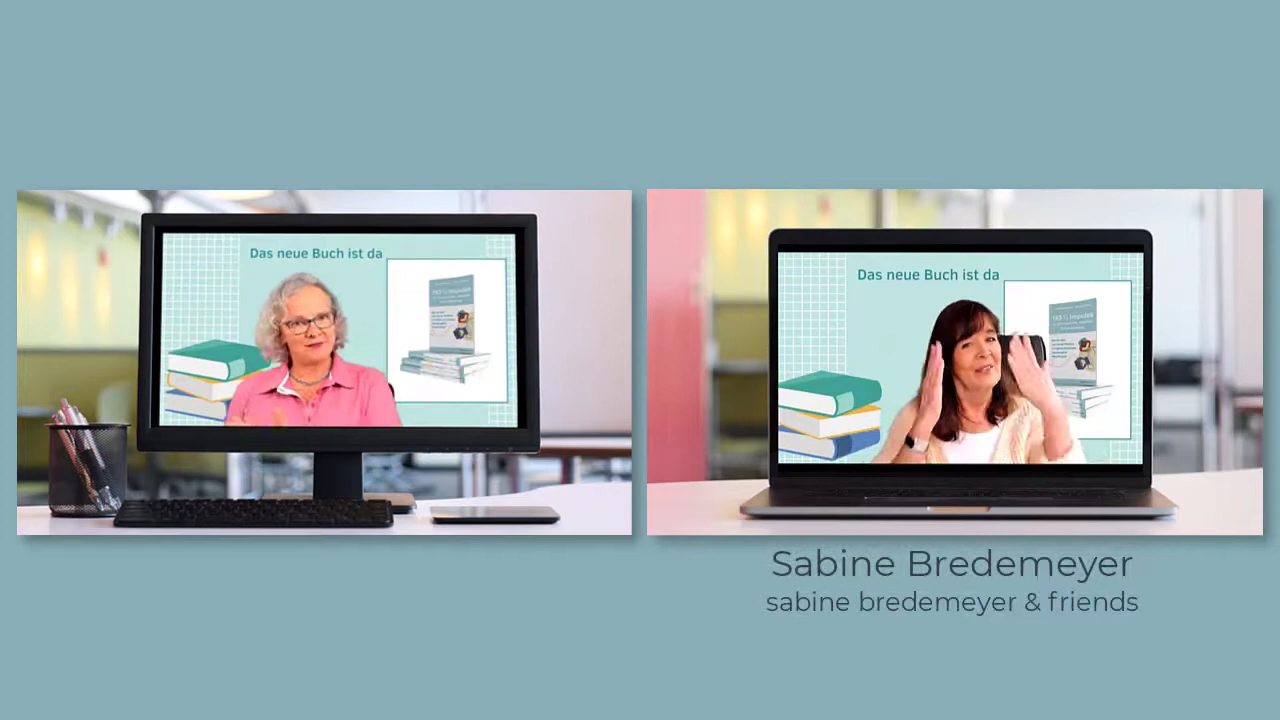 Das neue Buch ist da
Das neue Buch ist da
Sabine Bredemeyer
sabine bredemeyer & friends